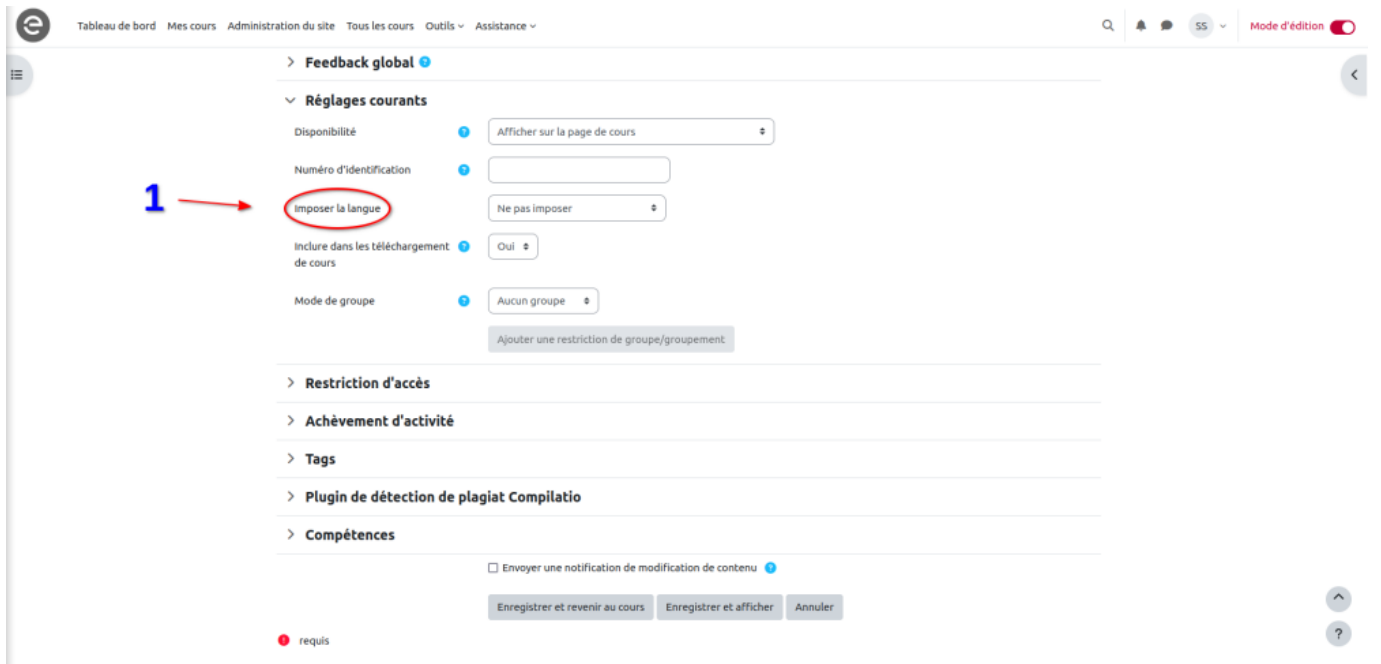 e
Tableau de bord Mes cours Administration du site Tous les cours Outils Assistance SS Mode d'édition
Feedback global ?
Réglages courants
Disponibilité ? Afficher sur la page de cours
Numéro d'identification ?
1 Imposer la langue Ne pas imposer
Inclure dans les téléchargement ? Oui
de cours
Mode de groupe ? Aucun groupe
Ajouter une restriction de groupe/groupement
Restriction d'accès
Achèvement d'activité
Tags
Plugin de détection de plagiat Compilatio
Compétences
Envoyer une notification de modification de contenu ?
Enregistrer et revenir au cours Enregistrer et afficher Annuler
?
! requis